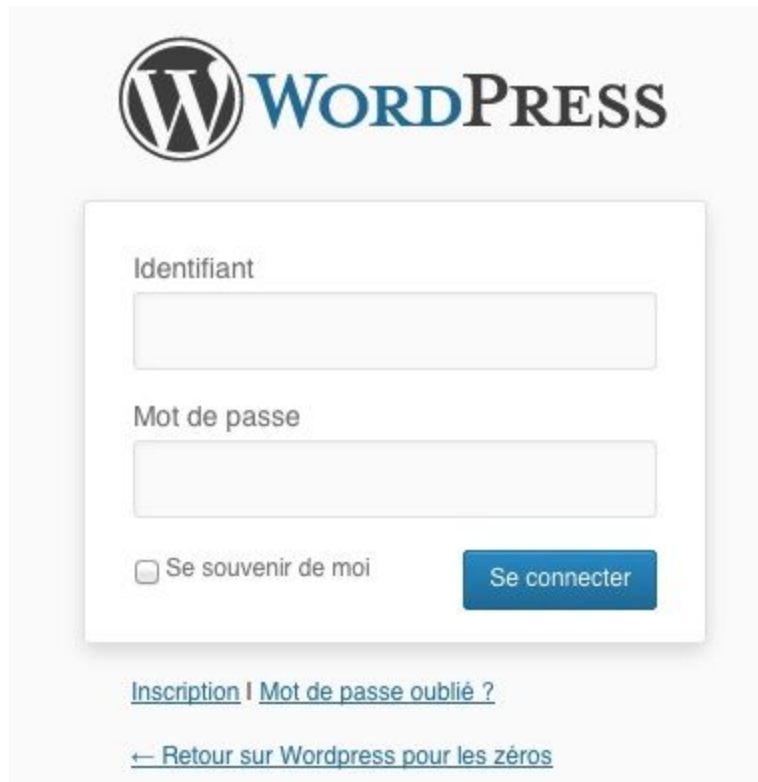 WORDPRESS
Identifiant
Mot de passe
Se souvenir de moi
Se connecter
Inscription | Mot de passe oublié ?
← Retour sur Wordpress pour les zéros